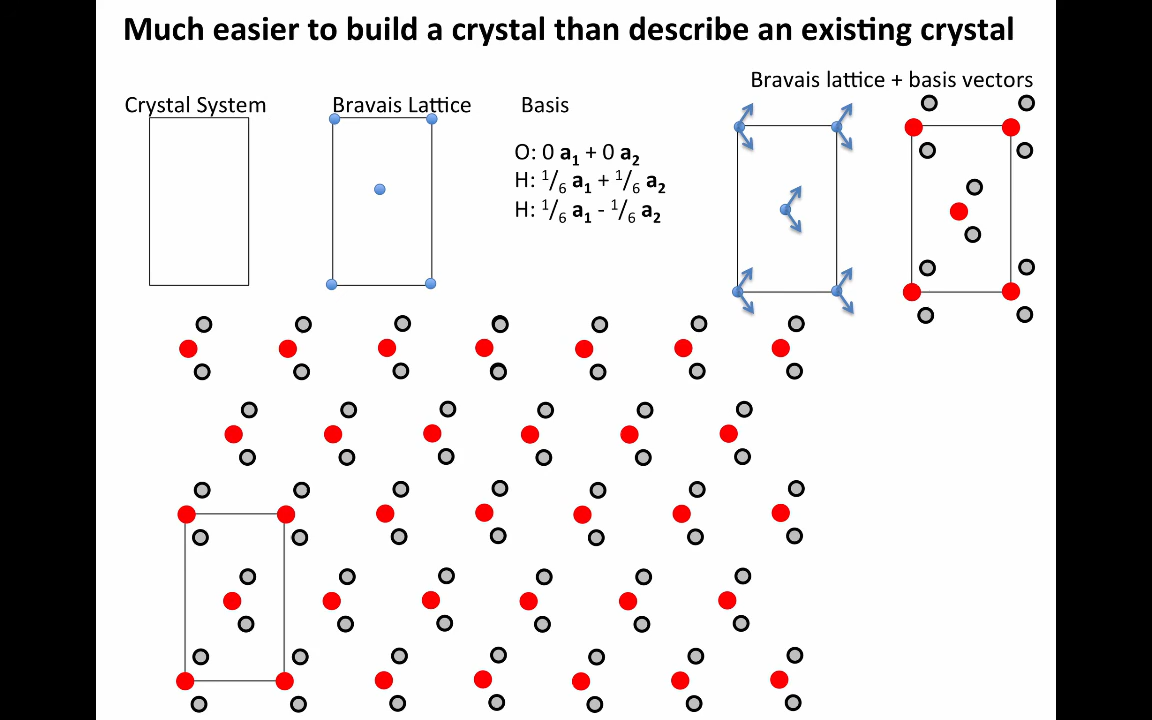 Much easier to build a crystal than describe an existing crystal
Bravais lattice + basis vectors
Crystal System
Bravais Lattice
Basis
O: 0 a₁ + 0 a₂
H: ¹/₆ a₁ + ¹/₆ a₂
H: ¹/₆ a₁ - ¹/₆ a₂